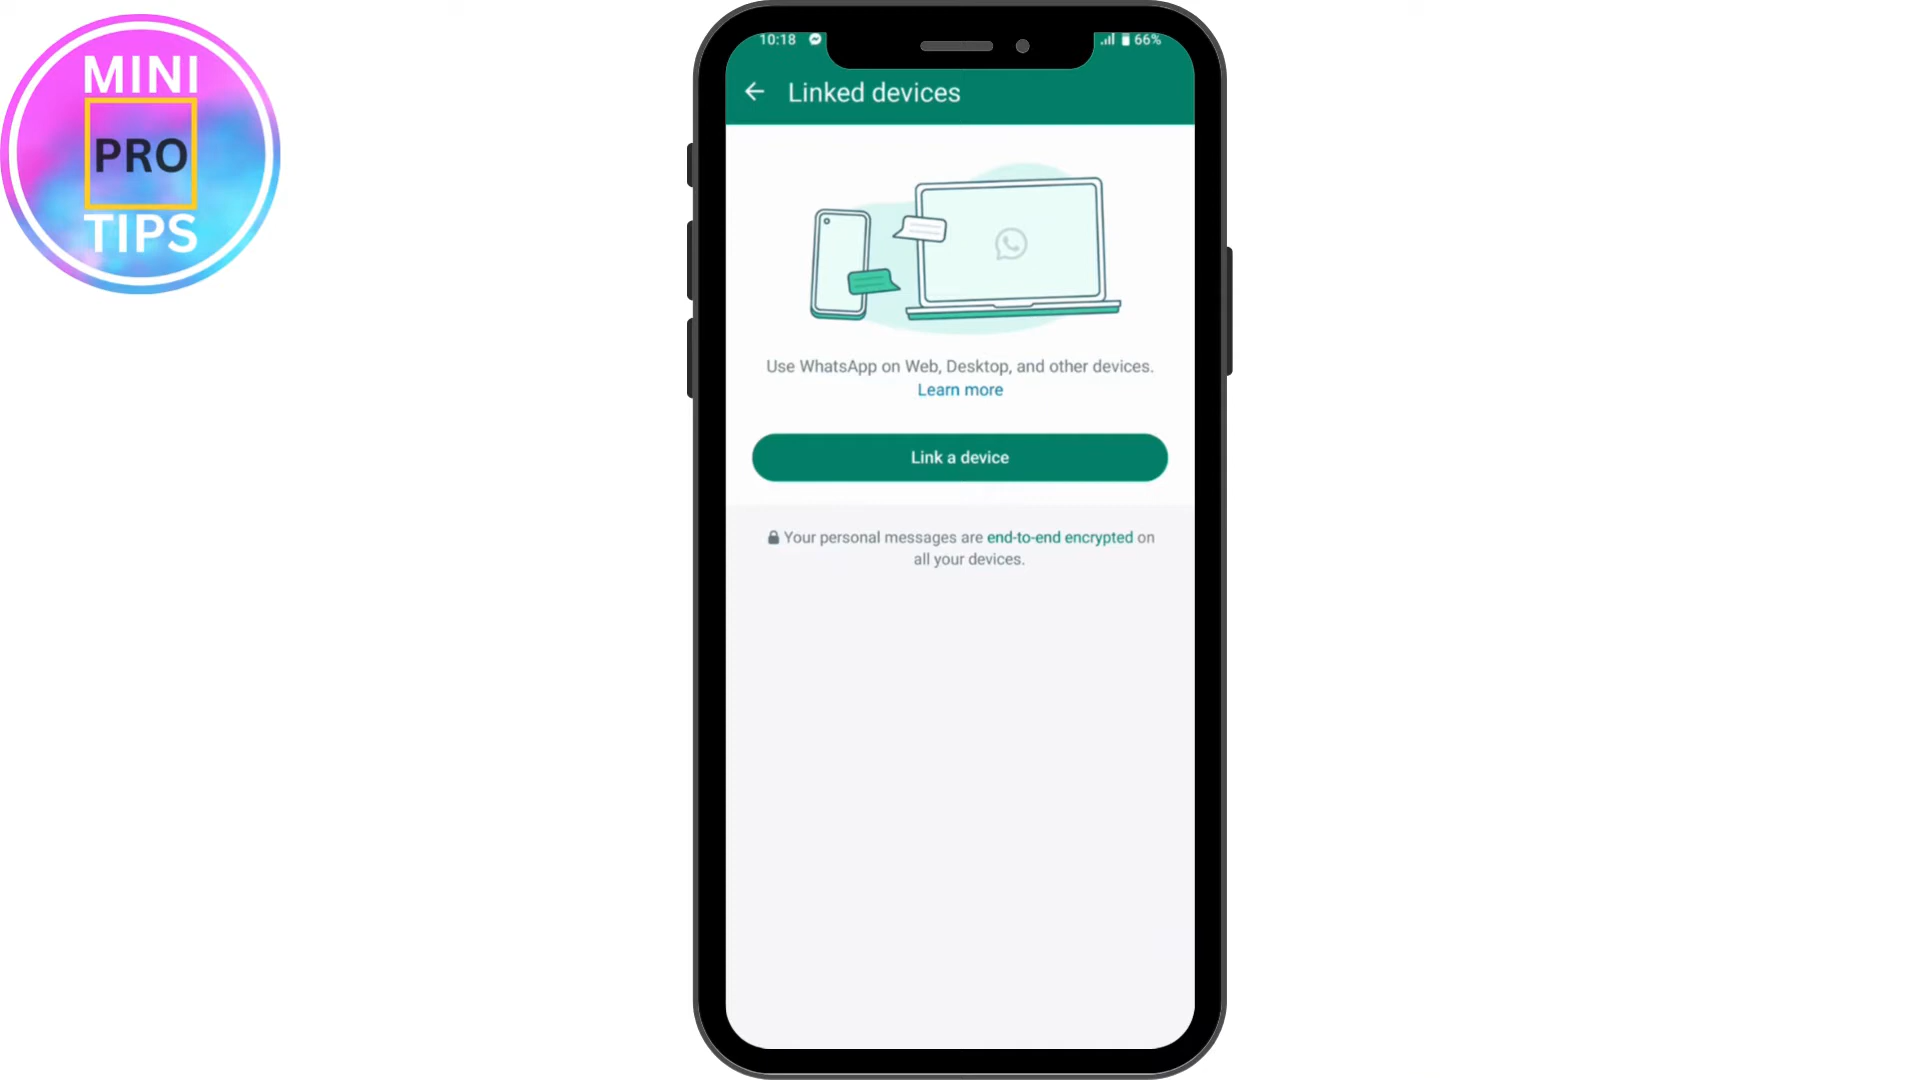 MINI
PRO
TIPS
10:18
66%
Linked devices
Use WhatsApp on Web, Desktop, and other devices.
Learn more
Link a device
Your personal messages are end-to-end encrypted on
all your devices.